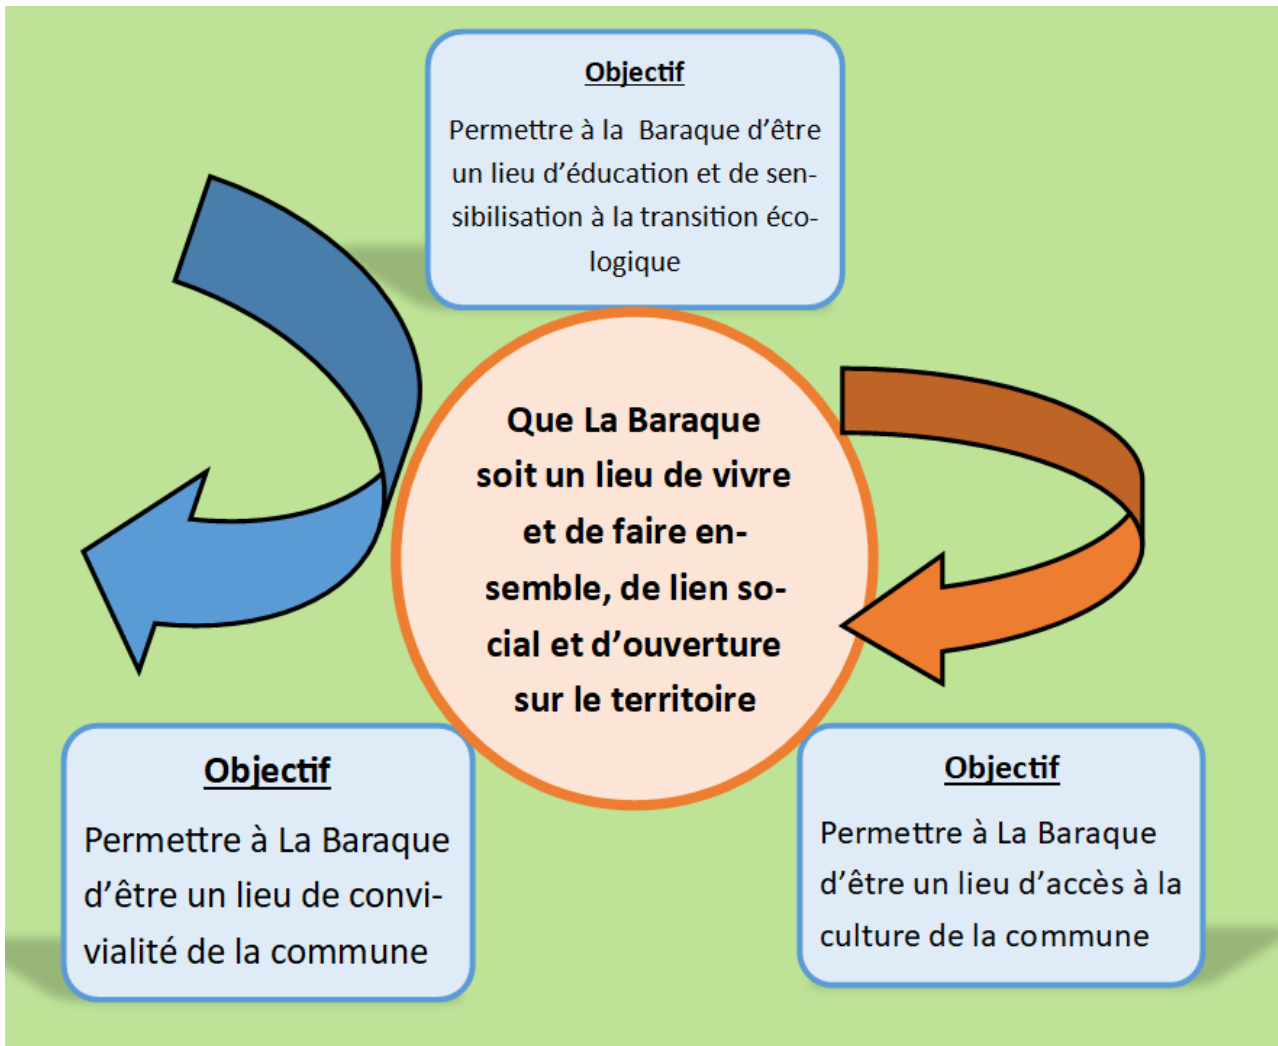 Objectif
Permettre à la  Baraque d’être
un lieu d’éducation et de sen-
sibilisation à la transition éco-
logique
Que La Baraque
soit un lieu de vivre
et de faire en-
semble, de lien so-
cial et d’ouverture
sur le territoire
Objectif
Permettre à La Baraque
d’être un lieu de convi-
vialité de la commune
Objectif
Permettre à La Baraque
d’être un lieu d’accès à la
culture de la commune